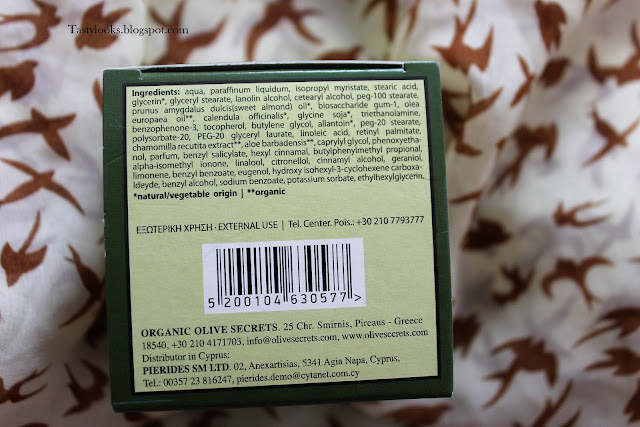 Tastylooks.blogspot.com
Ingredients: aqua, paraffinum liquidum, isopropyl myristate, stearic acid,
glycerin*, glyceryl stearate, lanolin alcohol, cetearyl alcohol, peg-100 stearate,
prunus amygdalus dulcis(sweet almond) oil*, biosaccharide gum-1, olea
europaea oil**, calendula officinalis*, glycine soja*, triethanolamine,
benzophenone-3, tocopherol, butylene glycol, allantoin*, peg-20 stearate,
polysorbate-20, PEG-20 glyceryl laurate, linoleic acid, retinyl palmitate,
chamomilla recutita extract**, aloe barbadensis**, caprylyl glycol, phenoxyetha-
nol, parfum, benzyl salicylate, hexyl cinnamal, butylphenylmethyl propional,
alpha-isomethyl ionone, linalool, citronellol, cinnamyl alcohol, geraniol,
limonene, benzyl benzoate, eugenol, hydroxy isohexyl-3-cyclohexene carboxa-
ldeyde, benzyl alcohol, sodium benzoate, potassium sorbate, ethylhexylglycerin.
*natural/vegetable origin | **organic
ΕΞΩΤΕΡΙΚΗ ΧΡΗΣΗ · EXTERNAL USE | Tel. Center. Pois.: +30 210 7793777
5 200104 630577 >
ORGANIC OLIVE SECRETS. 25 Chr. Smirnis, Pireaus - Greece
18540, +30 210 4171703, info@olivesecrets.com, www.olivesecrets.com
Distributor in Cyprus:
PIERIDES SM LTD. 02, Anexartisias, 5341 Agia Napa, Cyprus,
Tel.: 00357 23 816247, pierides.demo@cytanet.com.cy